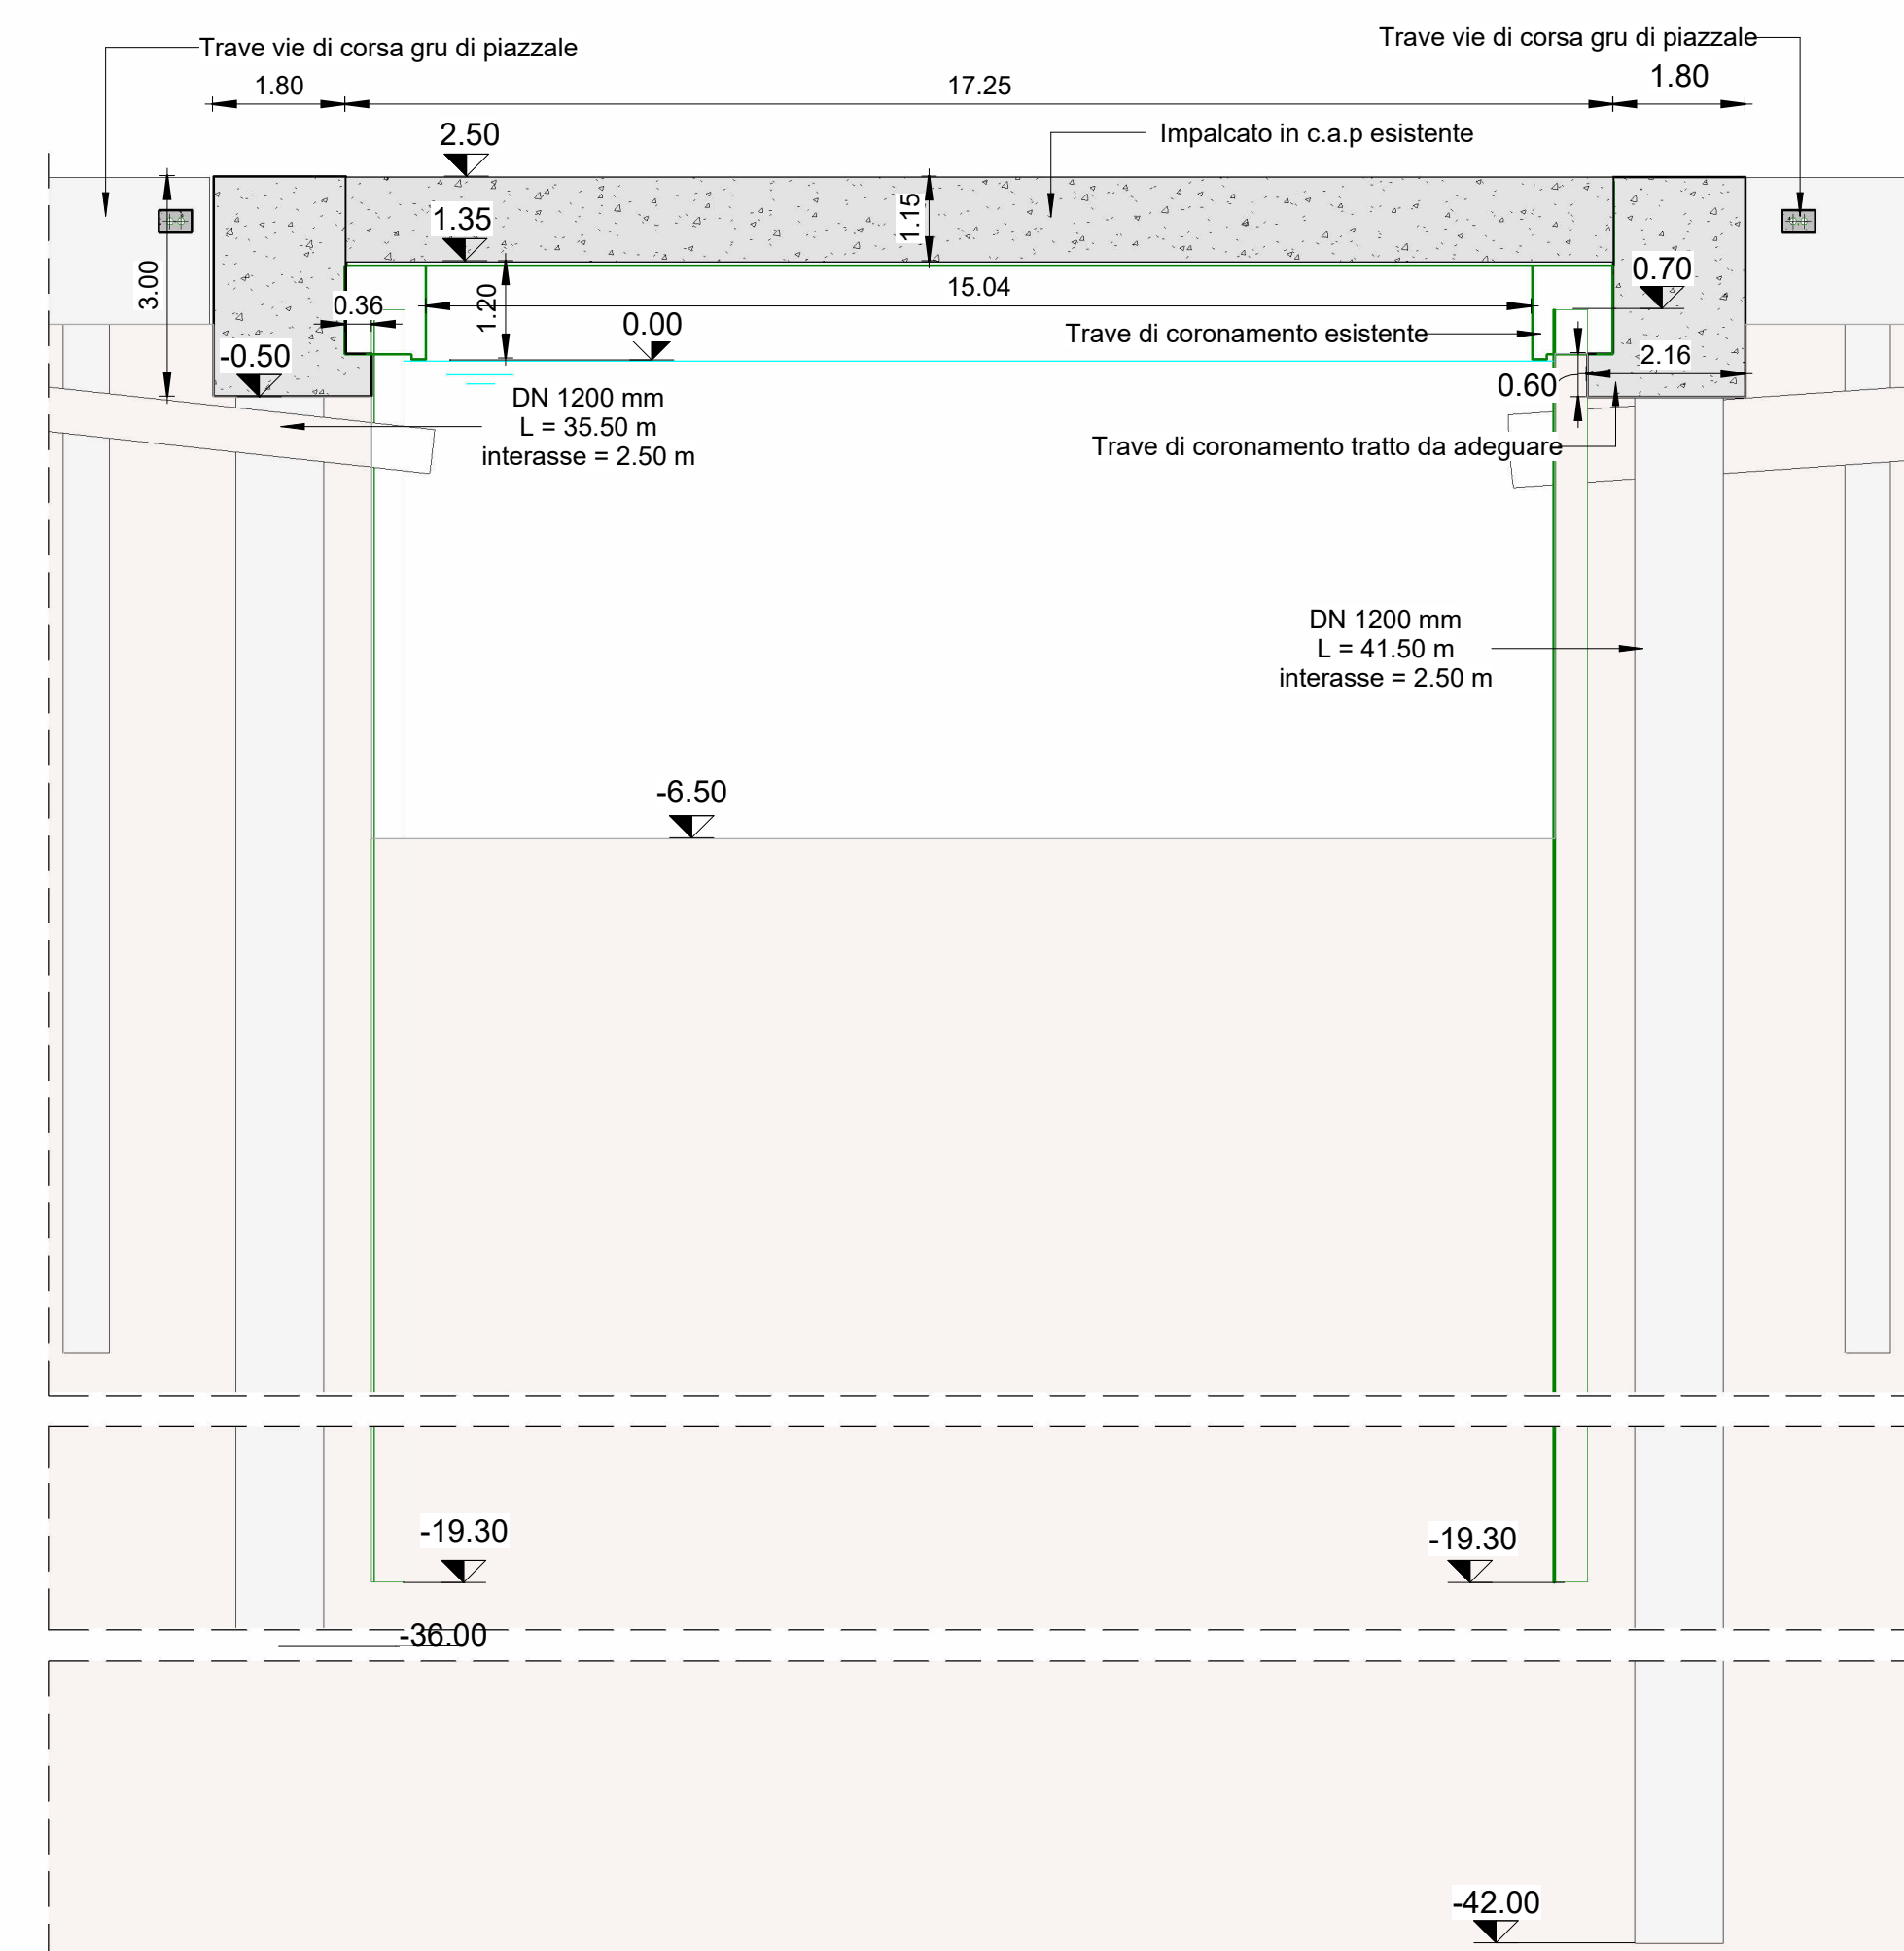 Trave vie di corsa gru di piazzale
Trave vie di corsa gru di piazzale
1.80
17.25
1.80
2.50
Impalcato in c.a.p esistente
1.35
1.15
3.00
0.36
1.20
15.04
0.70
0.00
Trave di coronamento esistente
-0.50
2.16
0.60
DN 1200 mm
L = 35.50 m
interasse = 2.50 m
Trave di coronamento tratto da adeguare
DN 1200 mm
L = 41.50 m
interasse = 2.50 m
-6.50
-19.30
-19.30
-36.00
-42.00